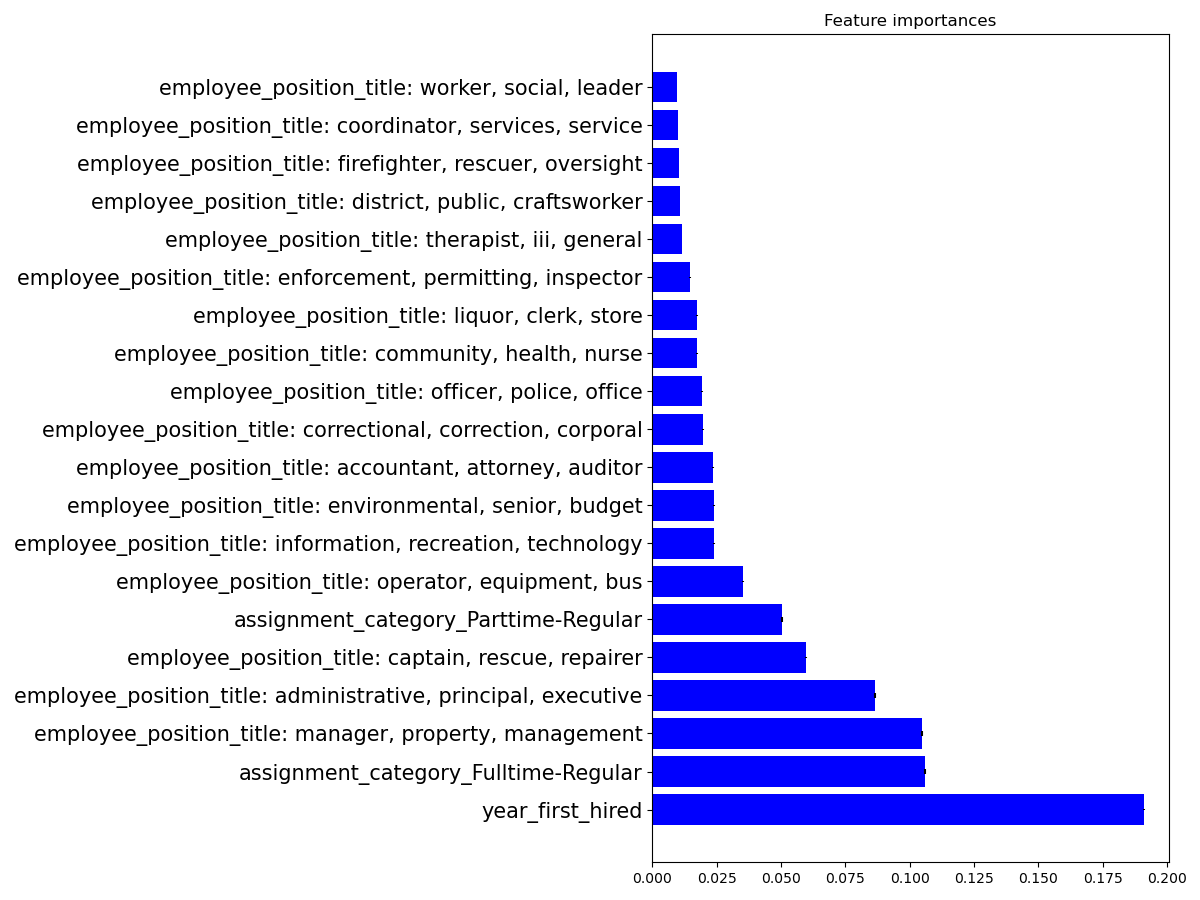 Feature importances
employee_position_title: worker, social, leader
employee_position_title: coordinator, services, service
employee_position_title: firefighter, rescuer, oversight
employee_position_title: district, public, craftsworker
employee_position_title: therapist, iii, general
employee_position_title: enforcement, permitting, inspector
employee_position_title: liquor, clerk, store
employee_position_title: community, health, nurse
employee_position_title: officer, police, office
employee_position_title: correctional, correction, corporal
employee_position_title: accountant, attorney, auditor
employee_position_title: environmental, senior, budget
employee_position_title: information, recreation, technology
employee_position_title: operator, equipment, bus
assignment_category_Parttime-Regular
employee_position_title: captain, rescue, repairer
employee_position_title: administrative, principal, executive
employee_position_title: manager, property, management
assignment_category_Fulltime-Regular
year_first_hired
0.000 0.025 0.050 0.075 0.100 0.125 0.150 0.175 0.200